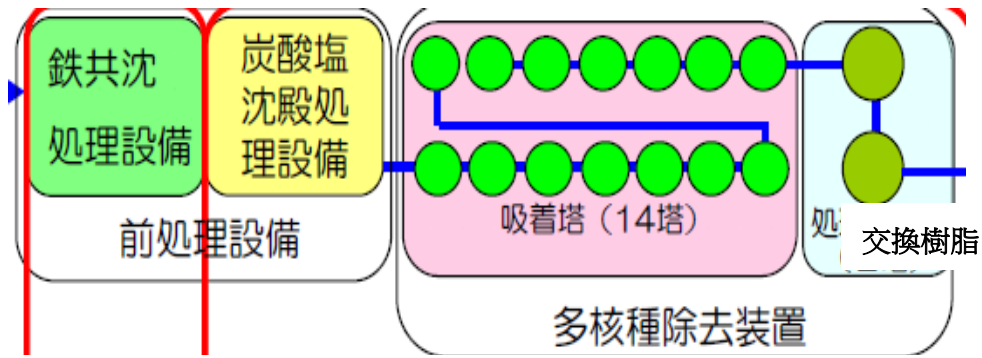 鉄共沈
処理設備
炭酸塩
沈殿処
理設備
前処理設備
吸着塔（14塔）
処
交換樹脂
多核種除去装置